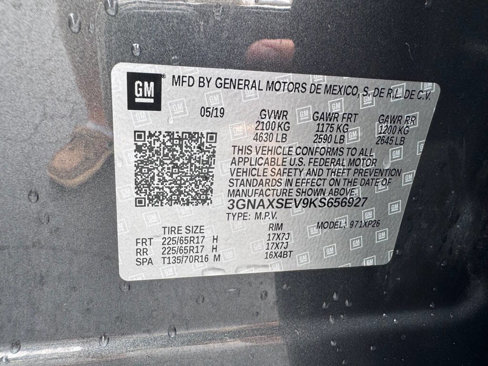 GM
MFD BY GENERAL MOTORS DE MEXICO, S. DE R.L. DE C.V.
05/19 GVWR GAWR FRT GAWR RR
2100 KG 1175 KG 1200 KG
4630 LB 2590 LB 2645 LB
THIS VEHICLE CONFORMS TO ALL
APPLICABLE U.S. FEDERAL MOTOR
VEHICLE SAFETY AND THEFT PREVENTION
STANDARDS IN EFFECT ON THE DATE OF MANUFACTURE SHOWN ABOVE.
3GNAXSEV9KS656927
TYPE: M.P.V. MODEL: 971XP26
TIRE SIZE RIM
FRT 225/65R17 H 17X7J
RR 225/65R17 H 17X7J
SPA T135/70R16 M 16X4BT